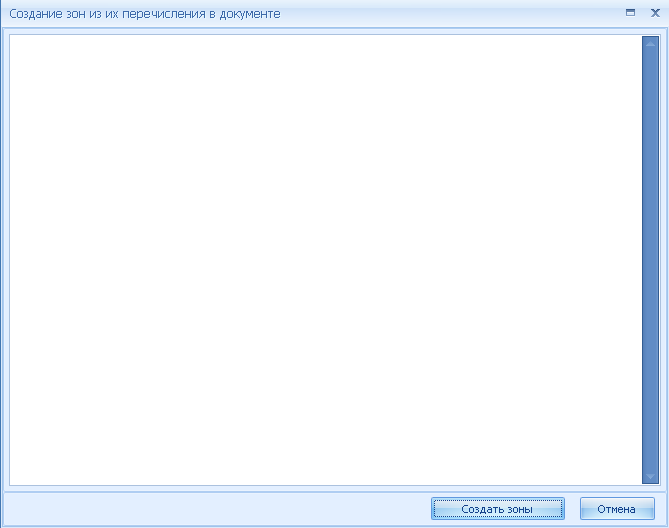 Создание зон из их перечисления в документе
Создать зоны
Отмена